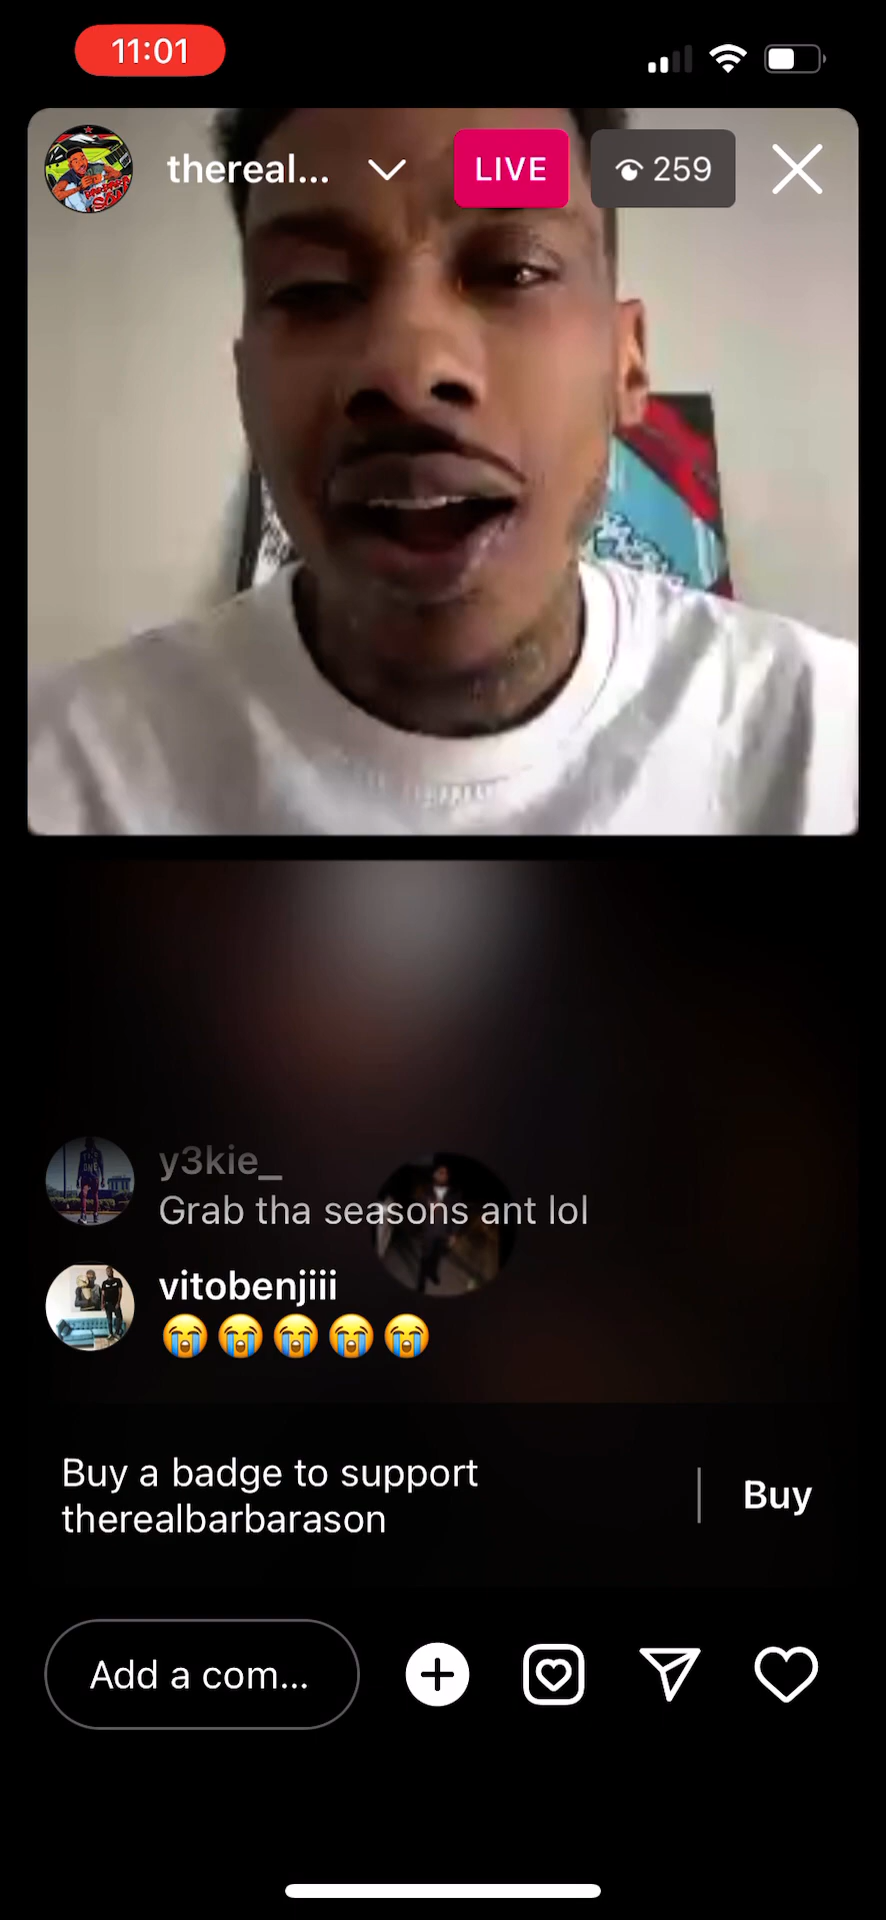 11:01
thereal...
LIVE
259
y3kie_
Grab tha seasons ant lol
vitobenjiii
😭😭😭😭😭
Buy a badge to support
therealbarbarason
Buy
Add a com...